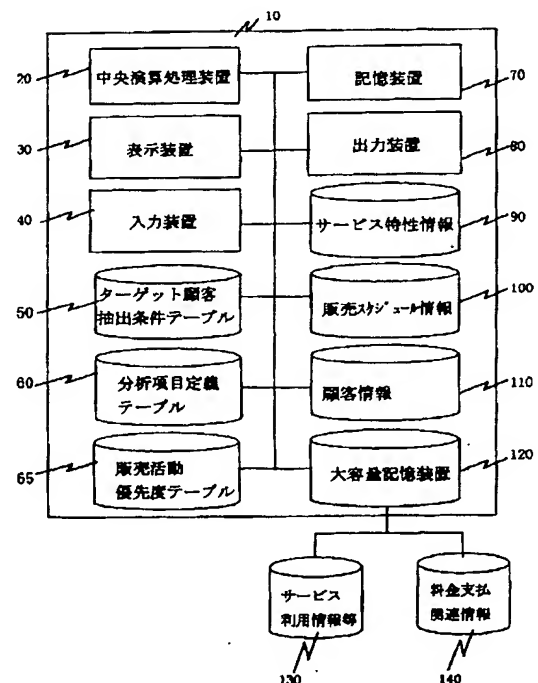 10
20
中央演算処理装置
記憶装置
70
30
表示装置
出力装置
80
40
入力装置
サービス特性情報
90
50
ターゲット顧客
抽出条件テーブル
販売スケジュール情報
100
60
分析項目定義
テーブル
顧客情報
110
65
販売活動
優先度テーブル
大容量記憶装置
120
サービス
利用情報等
料金支払
関連情報
130
140